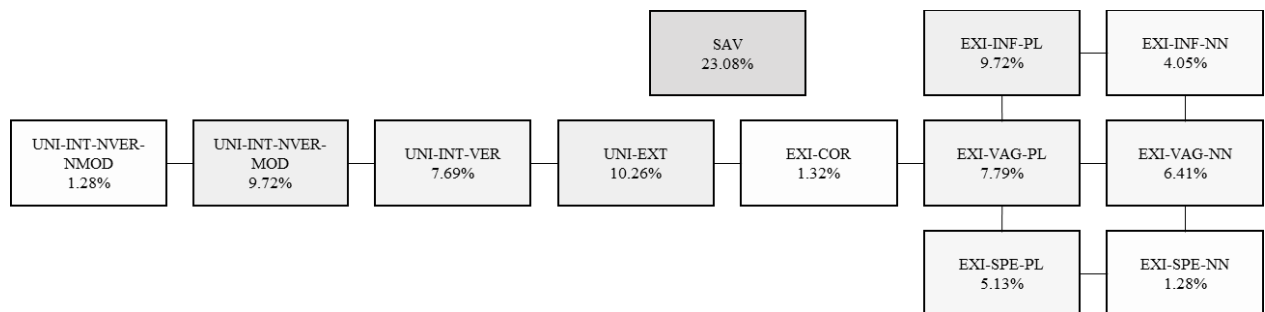 SAV
23.08%
EXI-INF-PL
9.72%
EXI-INF-NN
4.05%
UNI-INT-NVER-
NMOD
1.28%
UNI-INT-NVER-
MOD
9.72%
UNI-INT-VER
7.69%
UNI-EXT
10.26%
EXI-COR
1.32%
EXI-VAG-PL
7.79%
EXI-VAG-NN
6.41%
EXI-SPE-PL
5.13%
EXI-SPE-NN
1.28%